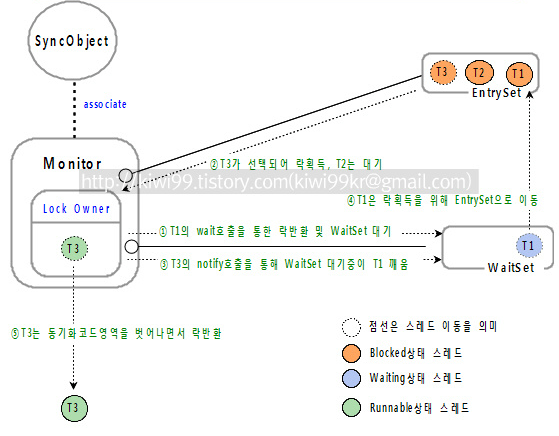 SyncObject
associate
T3 T2 T1
EntrySet
Monitor
②T3가 선택되어 락획득, T2는 대기
http://kiwi99.tistory.com(kiwi99kr@gmail.com)
④T1은 락획득을 위해 EntrySet으로 이동
Lock Owner
①T1의 wait호출을 통한 락반환 및 WaitSet 대기
T3
T1
③T3의 notify호출을 통해 WaitSet 대기중이 T1 깨움
WaitSet
⑤T3는 동기화코드영역을 벗어나면서 락반환
점선은 스레드 이동을 의미
Blocked상태 스레드
Waiting상태 스레드
T3
Runnable상태 스레드